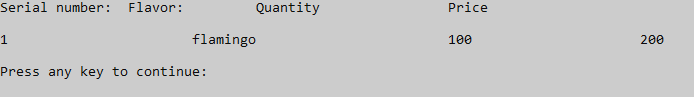 Serial number:  Flavor:         Quantity                Price
1                       flamingo                        100                     200
Press any key to continue: